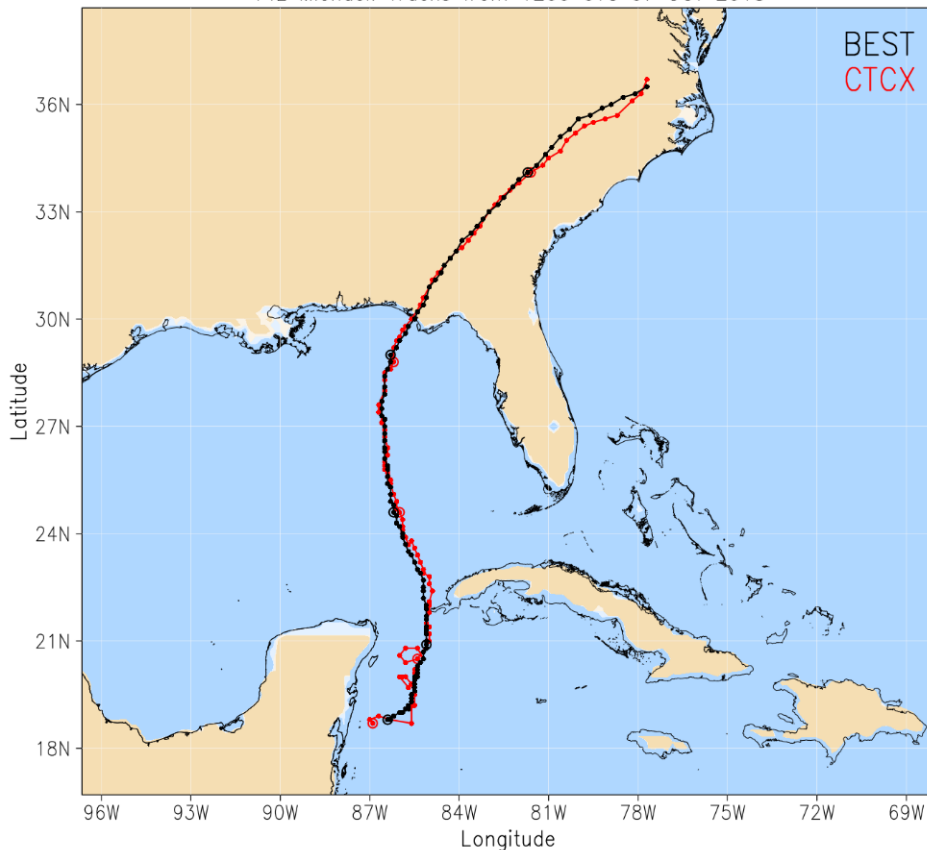 BEST
CTCX
36N
33N
30N
27N
24N
21N
18N
Latitude
96W 93W 90W 87W 84W 81W 78W 75W 72W 69W
Longitude